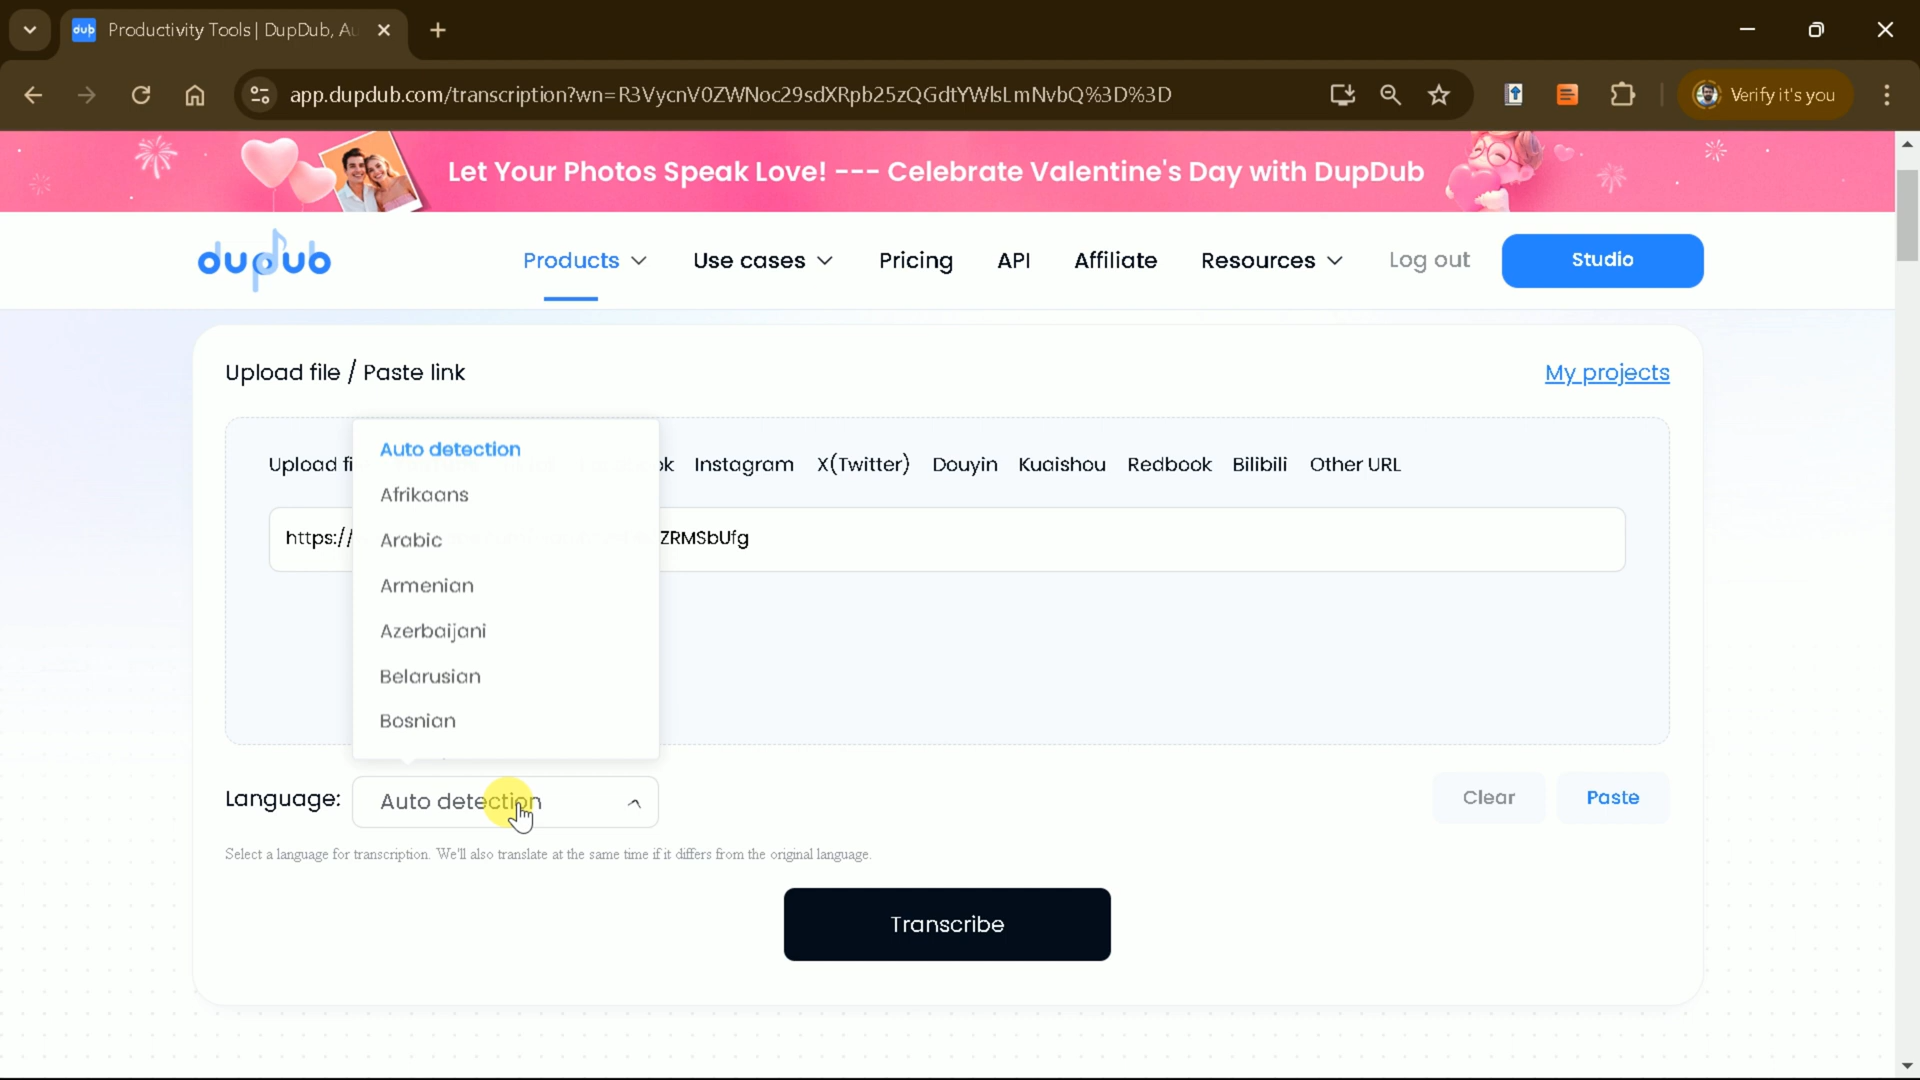 dub Productivity Tools | DupDub, Au
app.dupdub.com/transcription?wn=R3VycnV0ZWNoc29sdXRpb25zQGdtYWlsLmNvbQ%3D%3D
Verify it's you
Let Your Photos Speak Love! --- Celebrate Valentine's Day with DupDub
dupdub
Products Use cases Pricing API Affiliate Resources Log out Studio
Upload file / Paste link
My projects
Upload fi ok Instagram X(Twitter) Douyin Kuaishou Redbook Bilibili Other URL
https:// ZRMSbUfg
Auto detection
Afrikaans
Arabic
Armenian
Azerbaijani
Belarusian
Bosnian
Language: Auto detection
Clear Paste
Select a language for transcription. We'll also translate at the same time if it differs from the original language.
Transcribe